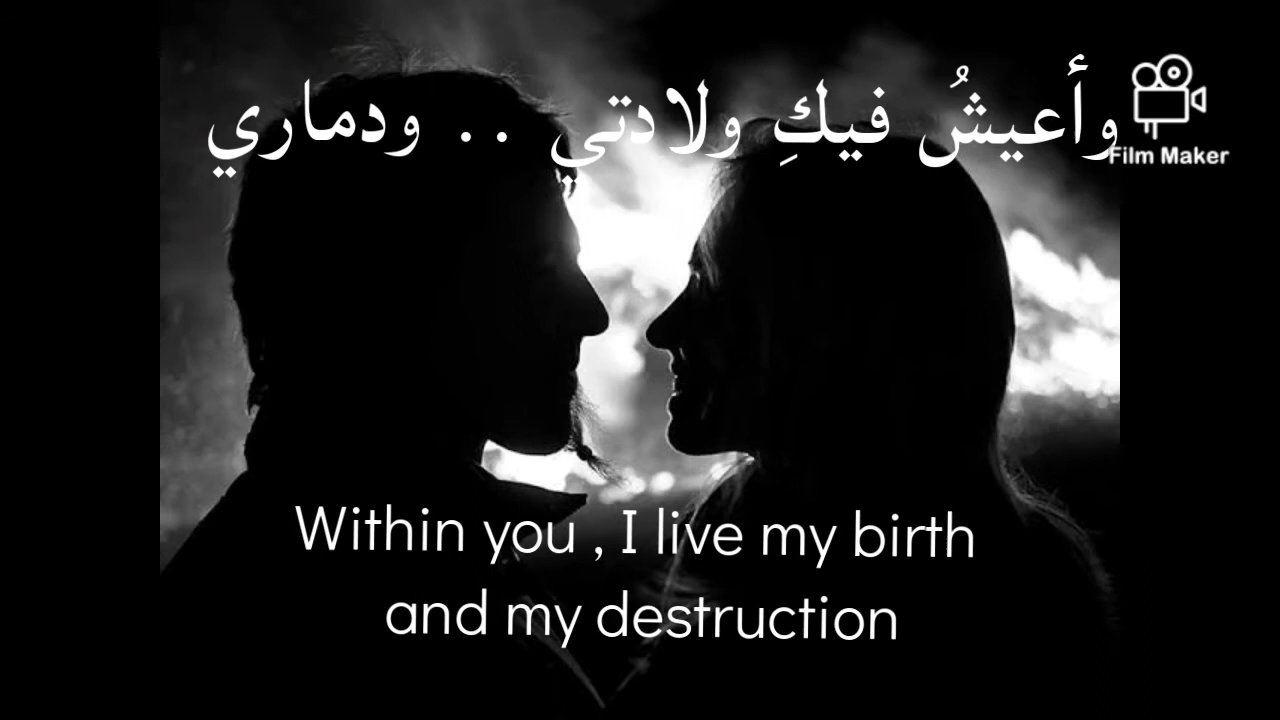 وأعيشُ فيكِ ولادتي . . ودماري
Film Maker
Within you , I live my birth
and my destruction